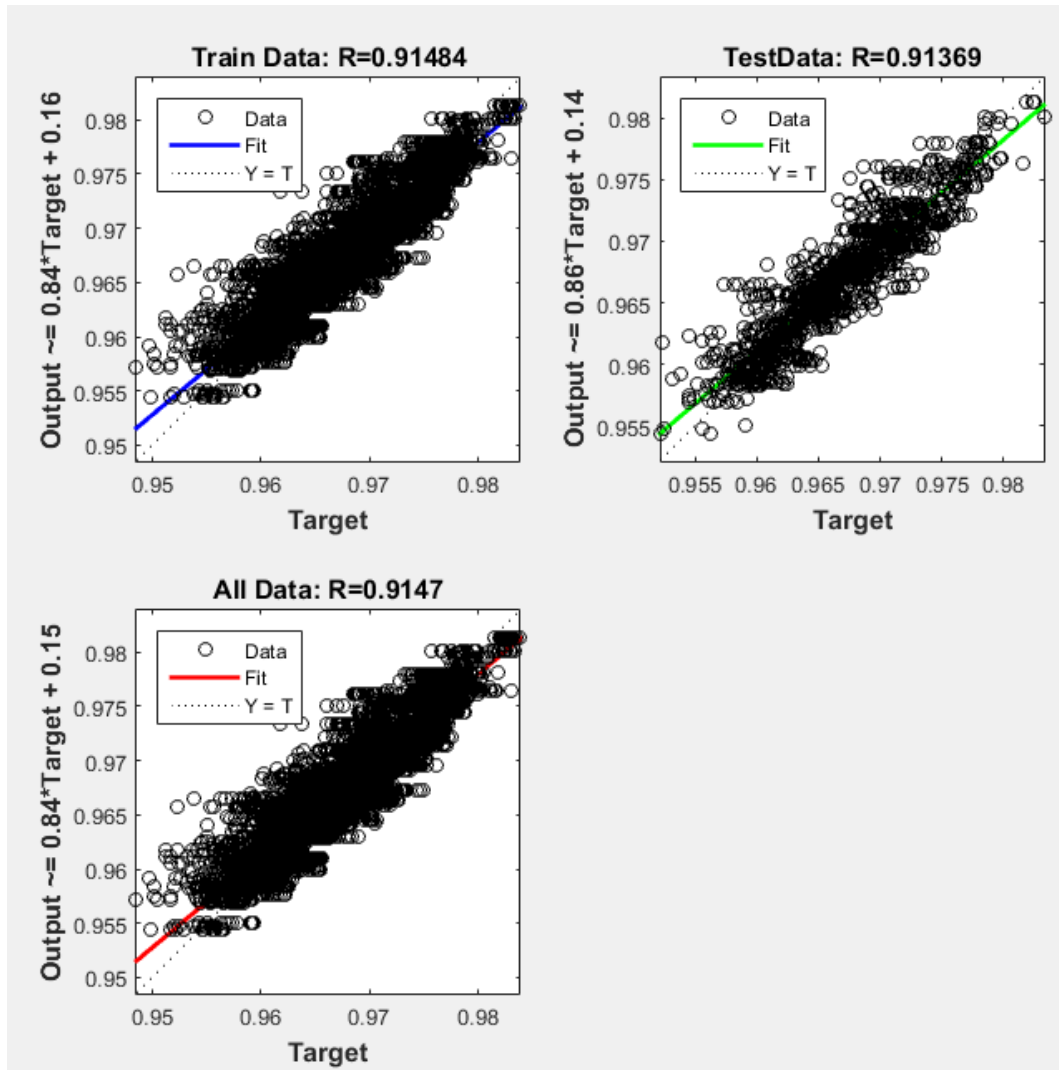 Train Data: R=0.91484
Output ~= 0.84*Target + 0.16
0.98
0.975
0.97
0.965
0.96
0.955
0.95
Data
Fit
Y = T
0.95 0.96 0.97 0.98
Target
TestData: R=0.91369
Output ~= 0.86*Target + 0.14
0.98
0.975
0.97
0.965
0.96
0.955
Data
Fit
Y = T
0.955 0.96 0.965 0.97 0.975 0.98
Target
All Data: R=0.9147
Output ~= 0.84*Target + 0.15
0.98
0.975
0.97
0.965
0.96
0.955
0.95
Data
Fit
Y = T
0.95 0.96 0.97 0.98
Target